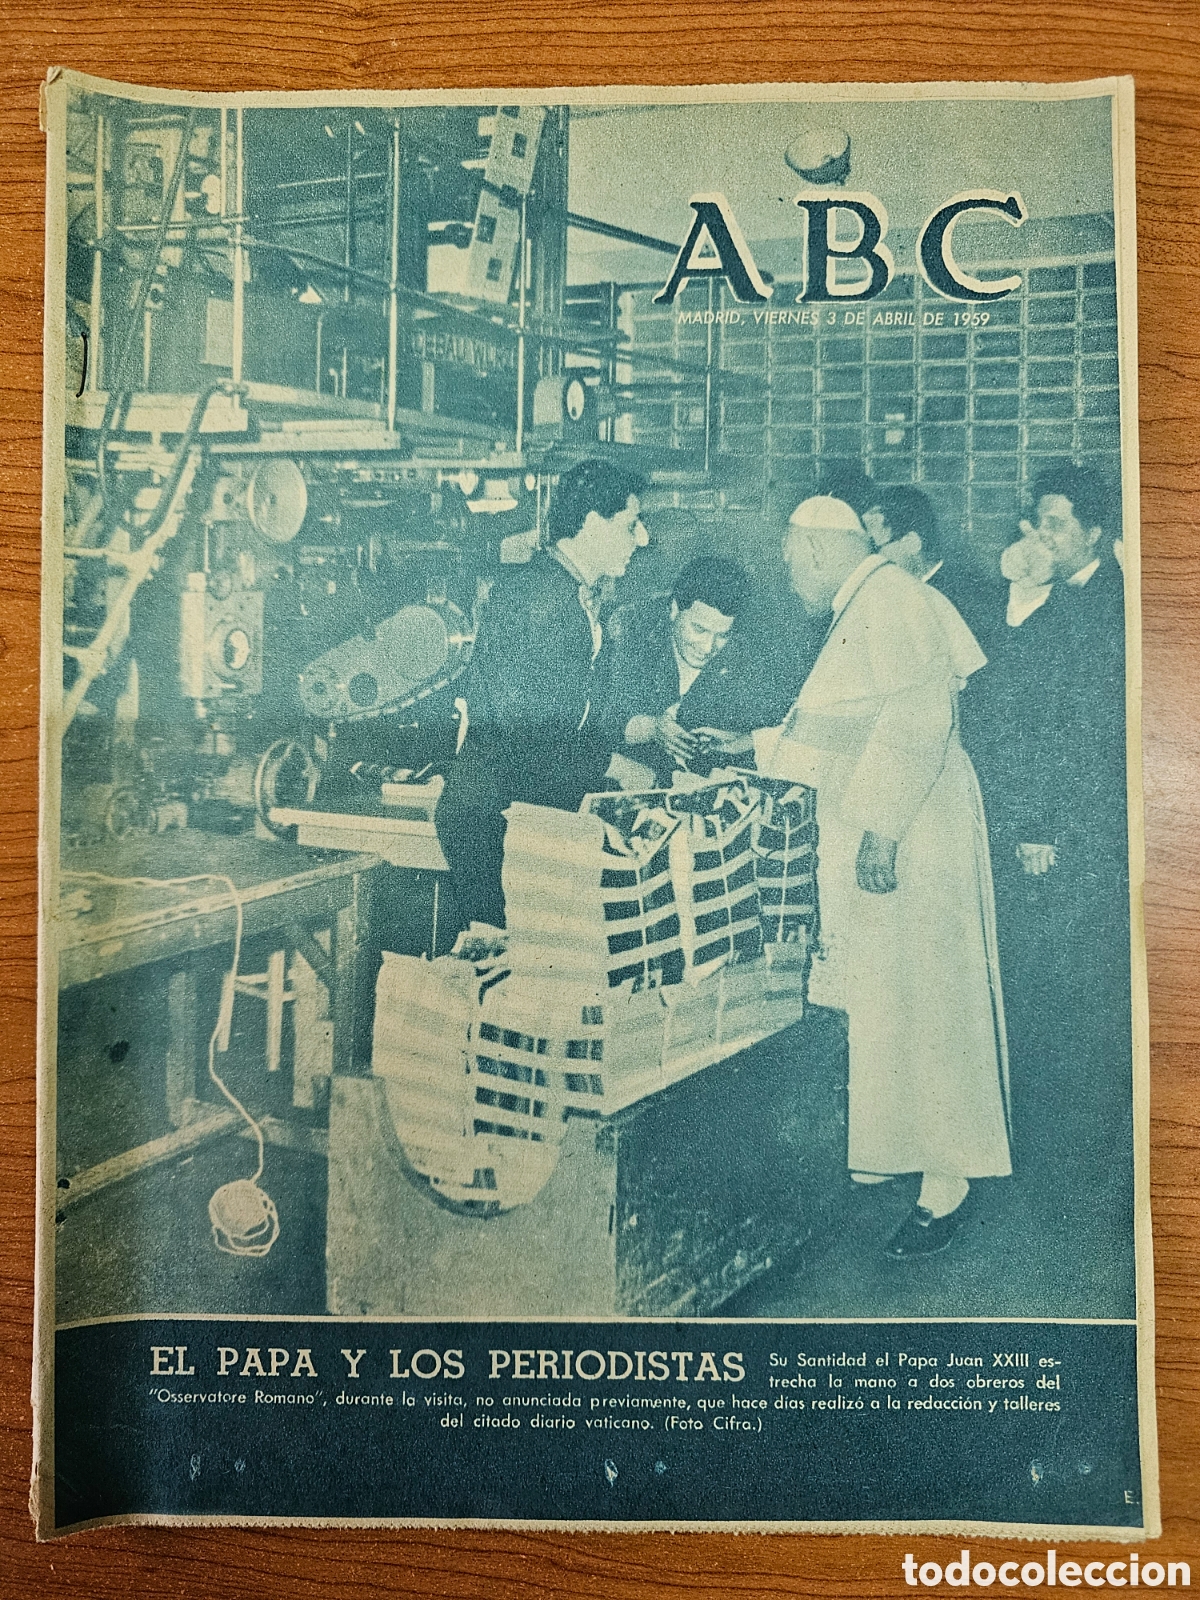 ABC
MADRID, VIERNES 3 DE ABRIL DE 1959
EL PAPA Y LOS PERIODISTAS Su Santidad el Papa Juan XXIII es-
trecha la mano a dos obreros del
"Osservatore Romano", durante la visita, no anunciada previamente, que hace días realizó a la redacción y talleres
del citado diario vaticano. (Foto Cifra.)
E.
todocoleccion